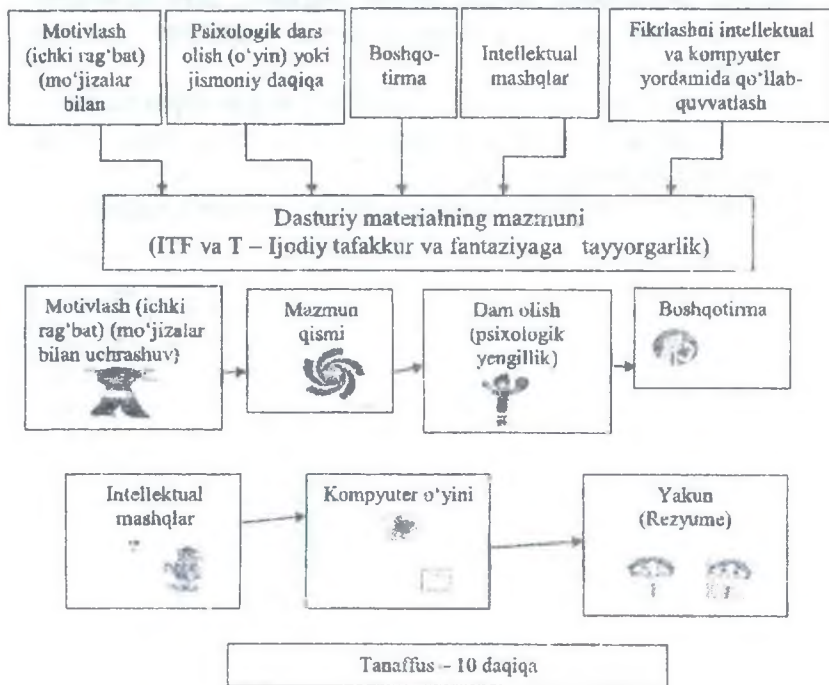 Motivlash
(ichki rag‘bat)
(mo‘jizalar
bilan
Psixologik dars
olish (o‘yin) yoki
jismoniy daqiqa
Boshqo-
tirma
Intellektual
mashqlar
Fikrlashni intellektual
va kompyuter
yordamida qo‘llab-
quvvatlash
Dasturiy materialning mazmuni
(ITF va T – Ijodiy tafakkur va fantaziyaga tayyorgarlik)
Motivlash (ichki
rag‘bat) (mo‘jizalar
bilan uchrashuv)
Mazmun
qismi
Dam olish
(psixologik
yengillik)
Boshqotirma
Intellektual
mashqlar
Kompyuter o‘yini
Yakun
(Rezyume)
Tanaffus – 10 daqiqa